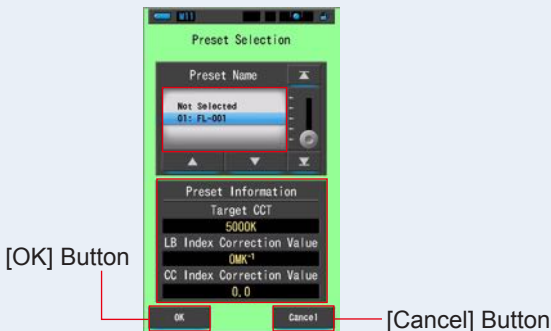 M11
Preset Selection
Preset Name
Not Selected
01: FL-001
Preset Information
Target CCT
5000K
LB Index Correction Value
0MK⁻¹
CC Index Correction Value
0.0
[OK] Button
OK
Cancel
[Cancel] Button